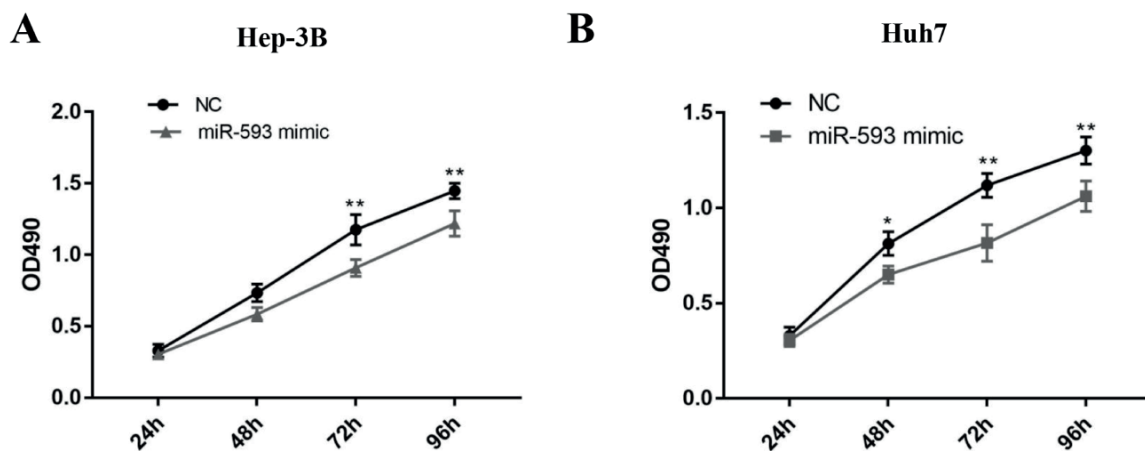 A
Hep-3B
NC
miR-593 mimic
2.0
1.5
1.0
0.5
0.0
OD490
** **
24h 48h 72h 96h
B
Huh7
NC
miR-593 mimic
1.5
1.0
0.5
0.0
OD490
* ** **
24h 48h 72h 96h